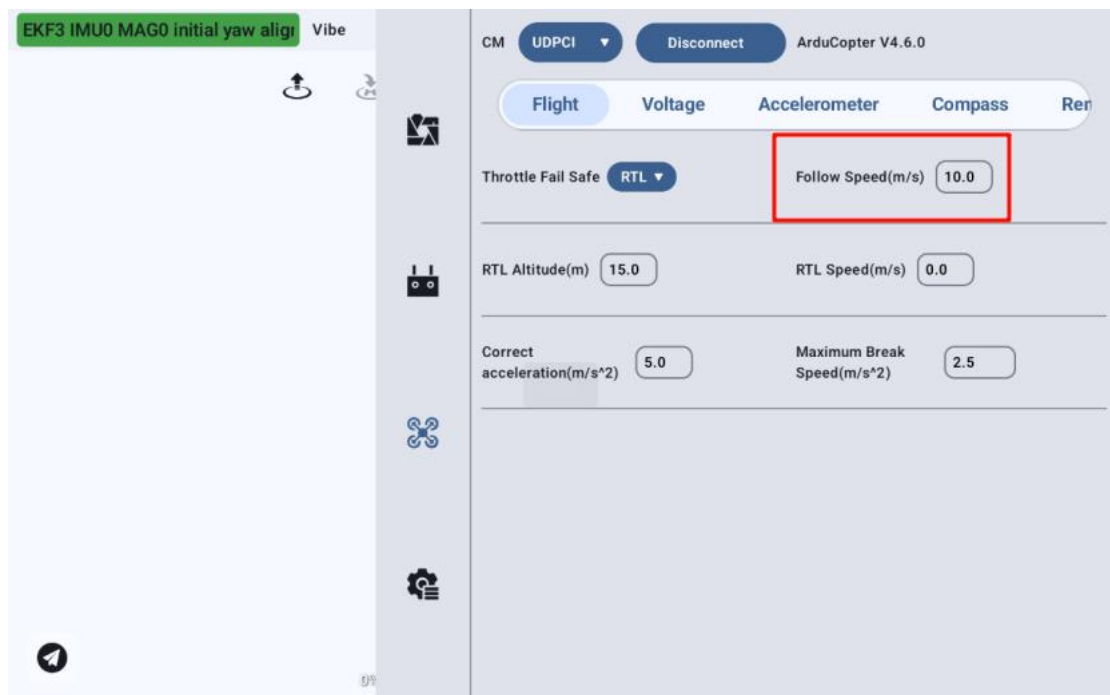 EKF3 IMU0 MAG0 initial yaw
Vibe
CM UDPCI Disconnect ArduCopter V4.6.0
Flight Voltage Accelerometer Compass
Throttle Fail Safe RTL Follow Speed(m/s) 10.0
RTL Altitude(m) 15.0 RTL Speed(m/s) 0.0
Correct
acceleration(m/s^2) 5.0
Maximum Break
Speed(m/s^2) 2.5